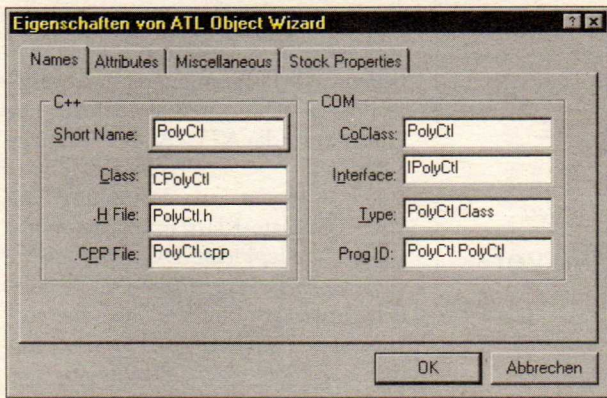 Eigenschaften von ATL Object Wizard
Names Attributes Miscellaneous Stock Properties
C++
Short Name: PolyCtl
Class: CPolyCtl
.H File: PolyCtl.h
.CPP File: PolyCtl.cpp
COM
CoClass: PolyCtl
Interface: IPolyCtl
Type: PolyCtl Class
Prog ID: PolyCtl.PolyCtl
OK Abbrechen